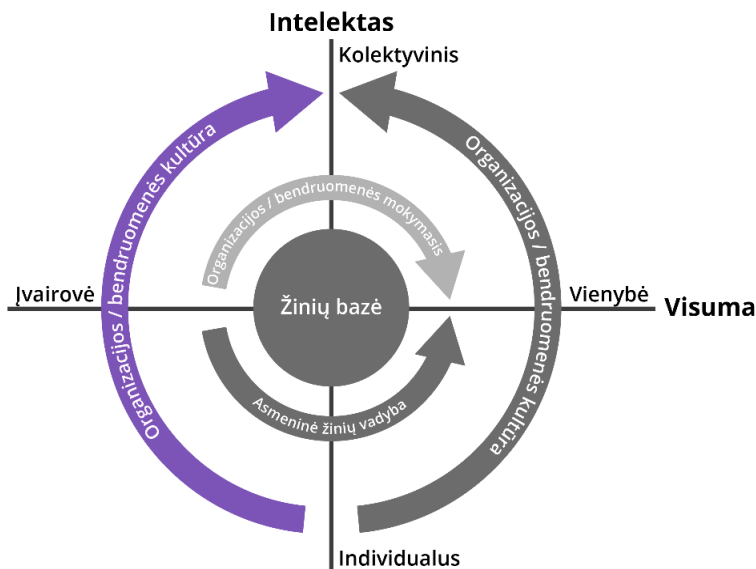 Intelektas
Kolektyvinis
Organizacijos / bendruomenės kultūra
Organizacijos / bendruomenės kultūra
Organizacijos / bendruomenės mokymasis
Įvairovė
Žinių bazė
Vienybė
Visuma
Asmeninė žinių vadyba
Individualus